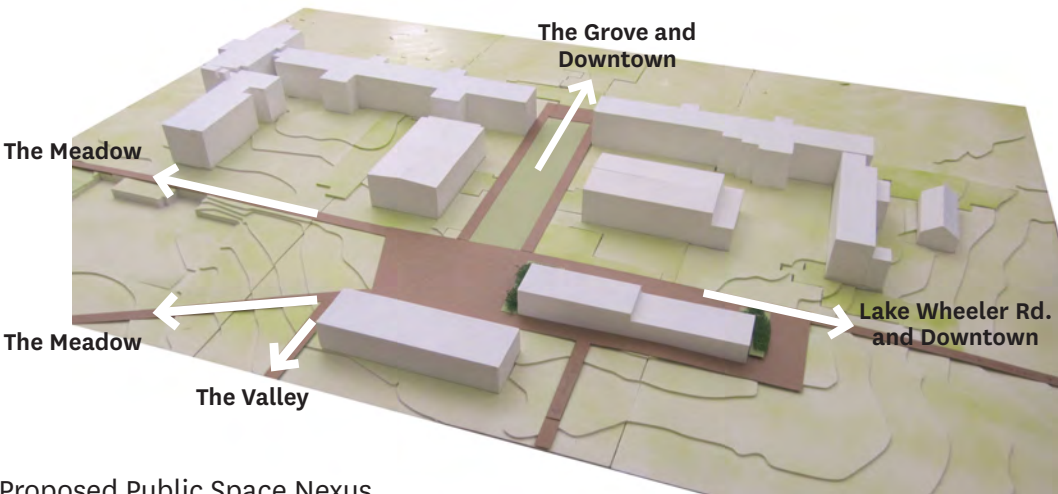 The Grove and
Downtown
The Meadow
Lake Wheeler Rd.
and Downtown
The Meadow
The Valley
Proposed Public Space Nexus